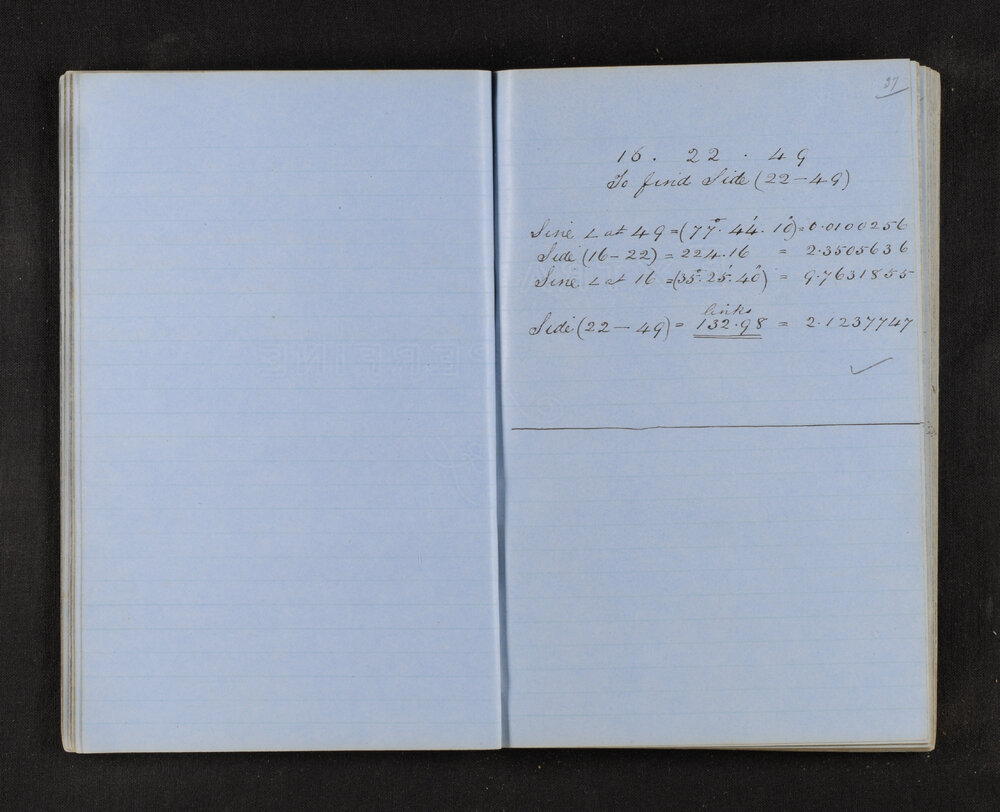 37
16 . 22 . 49
To find Side (22-49)
Sine ∠ at 49 = (77°. 44'. 10") = 0.0100256
Side (16-22) = 224.16 = 2.3505636
Sine ∠ at 16 = (35°. 25'. 40") = 9.7631855
links
Side (22-49) = 132.98 = 2.1237747